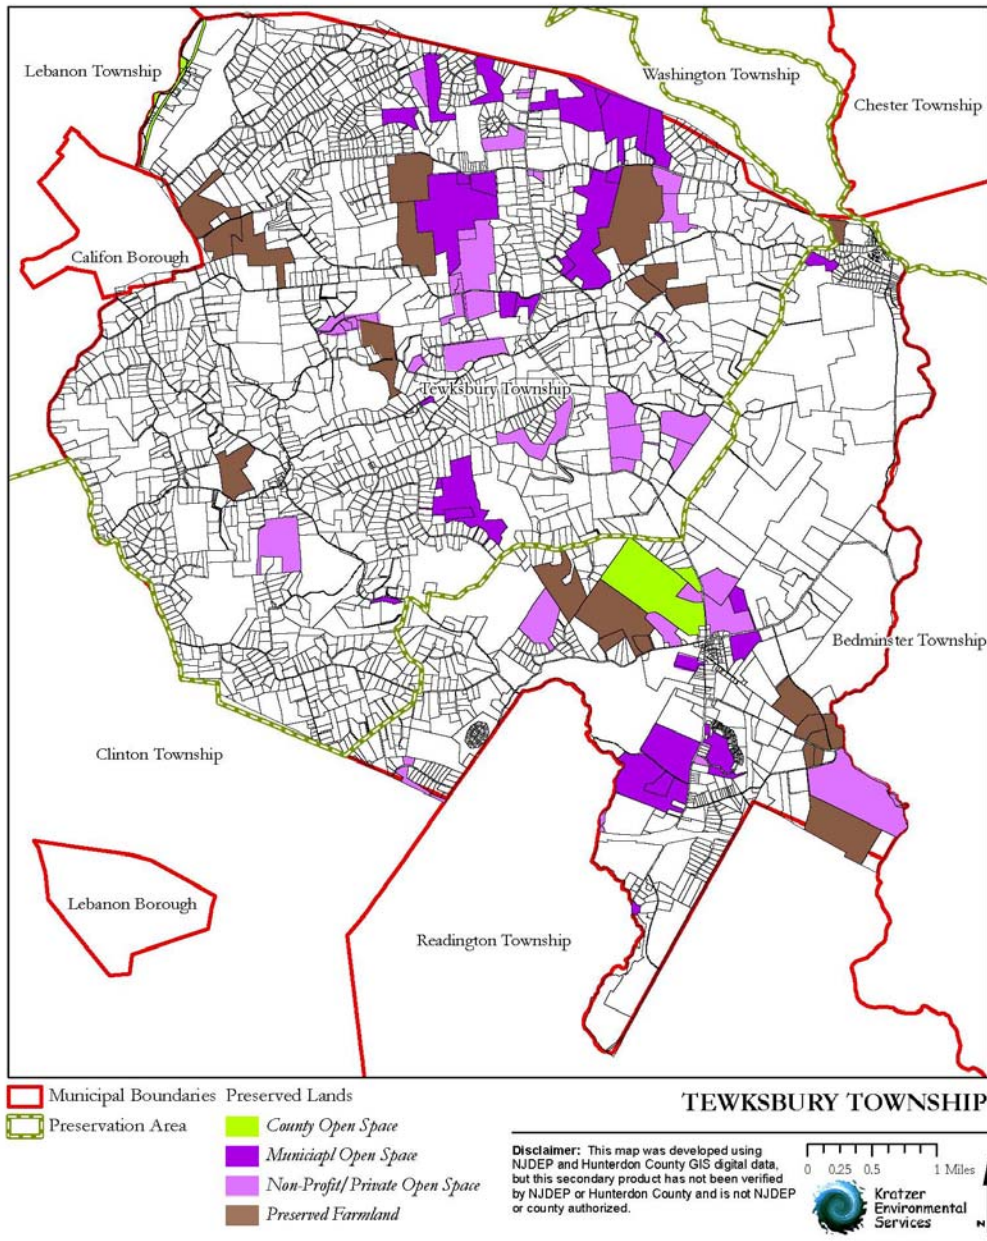 Lebanon Township
Washington Township
Chester Township
Califon Borough
Tewksbury Township
Bedminster Township
Clinton Township
Lebanon Borough
Readington Township
Municipal Boundaries
Preservation Area
Preserved Lands
County Open Space
Municiapl Open Space
Non-Profit/Private Open Space
Preserved Farmland
TEWKSBURY TOWNSHIP
Disclaimer: This map was developed using
NJDEP and Hunterdon County GIS digital data,
but this secondary product has not been verified
by NJDEP or Hunterdon County and is not NJDEP
or county authorized.
0 0.25 0.5 1 Miles
Kratzer
Environmental
Services
N